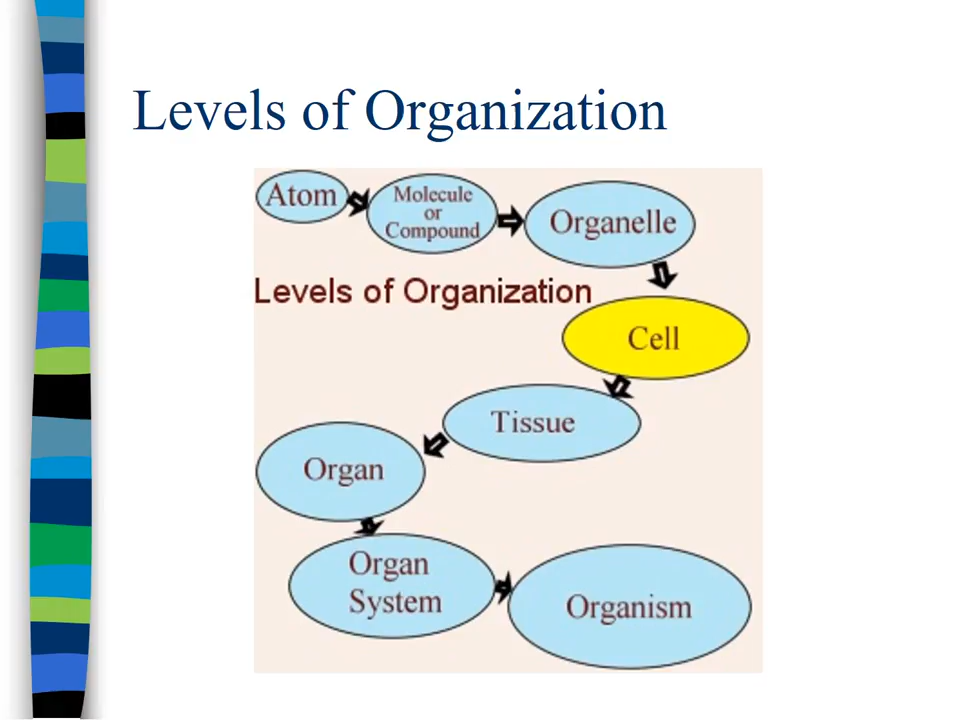 Levels of Organization
Atom
Molecule
or
Compound
Organelle
Levels of Organization
Cell
Tissue
Organ
Organ
System
Organism